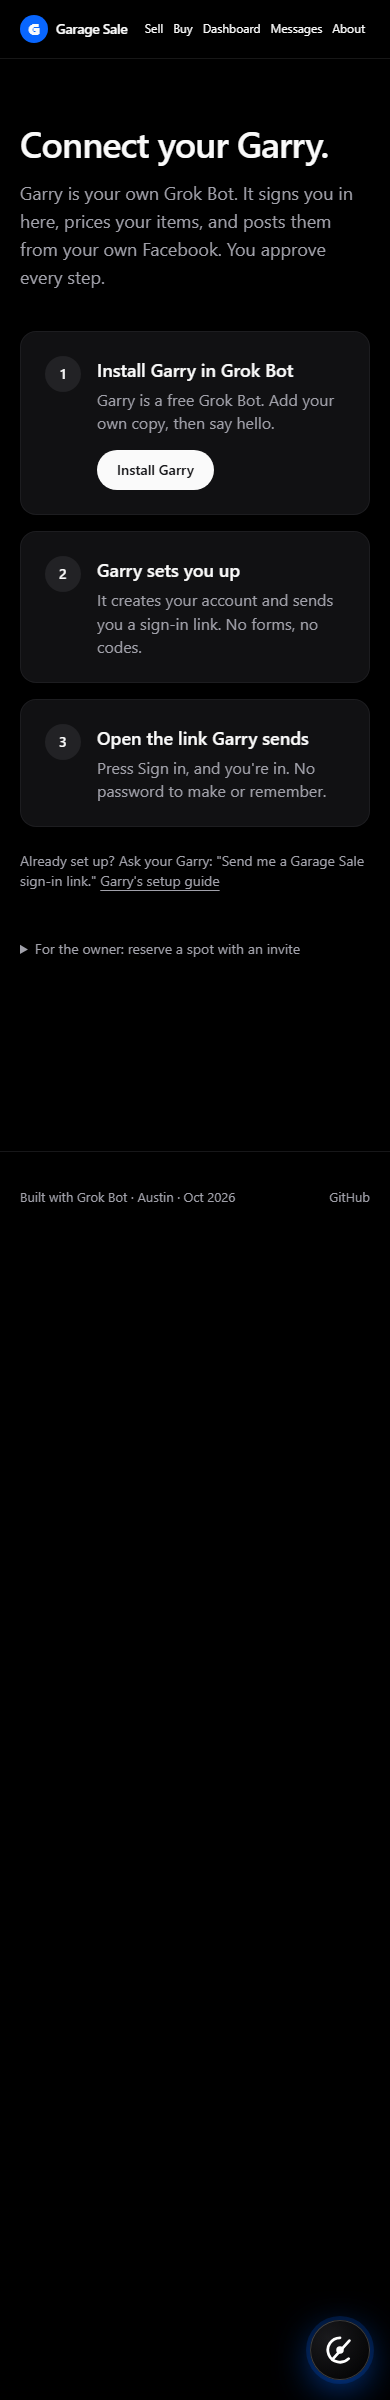 G Garage Sale Sell Buy Dashboard Messages About
Connect your Garry.
Garry is your own Grok Bot. It signs you in
here, prices your items, and posts them
from your own Facebook. You approve
every step.
1 Install Garry in Grok Bot
Garry is a free Grok Bot. Add your
own copy, then say hello.
Install Garry
2 Garry sets you up
It creates your account and sends
you a sign-in link. No forms, no
codes.
3 Open the link Garry sends
Press Sign in, and you're in. No
password to make or remember.
Already set up? Ask your Garry: "Send me a Garage Sale
sign-in link." Garry's setup guide
▶ For the owner: reserve a spot with an invite
Built with Grok Bot · Austin · Oct 2026 GitHub